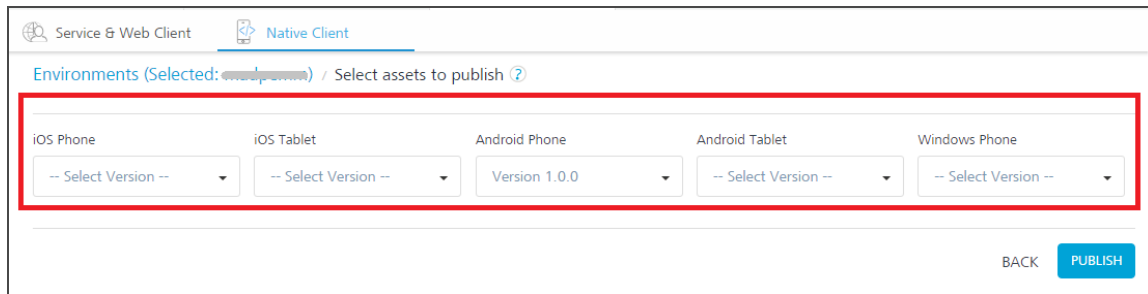 Service & Web Client Native Client
Environments (Selected: ) / Select assets to publish ?
iOS Phone iOS Tablet Android Phone Android Tablet Windows Phone
-- Select Version -- -- Select Version -- Version 1.0.0 -- Select Version -- -- Select Version --
BACK PUBLISH